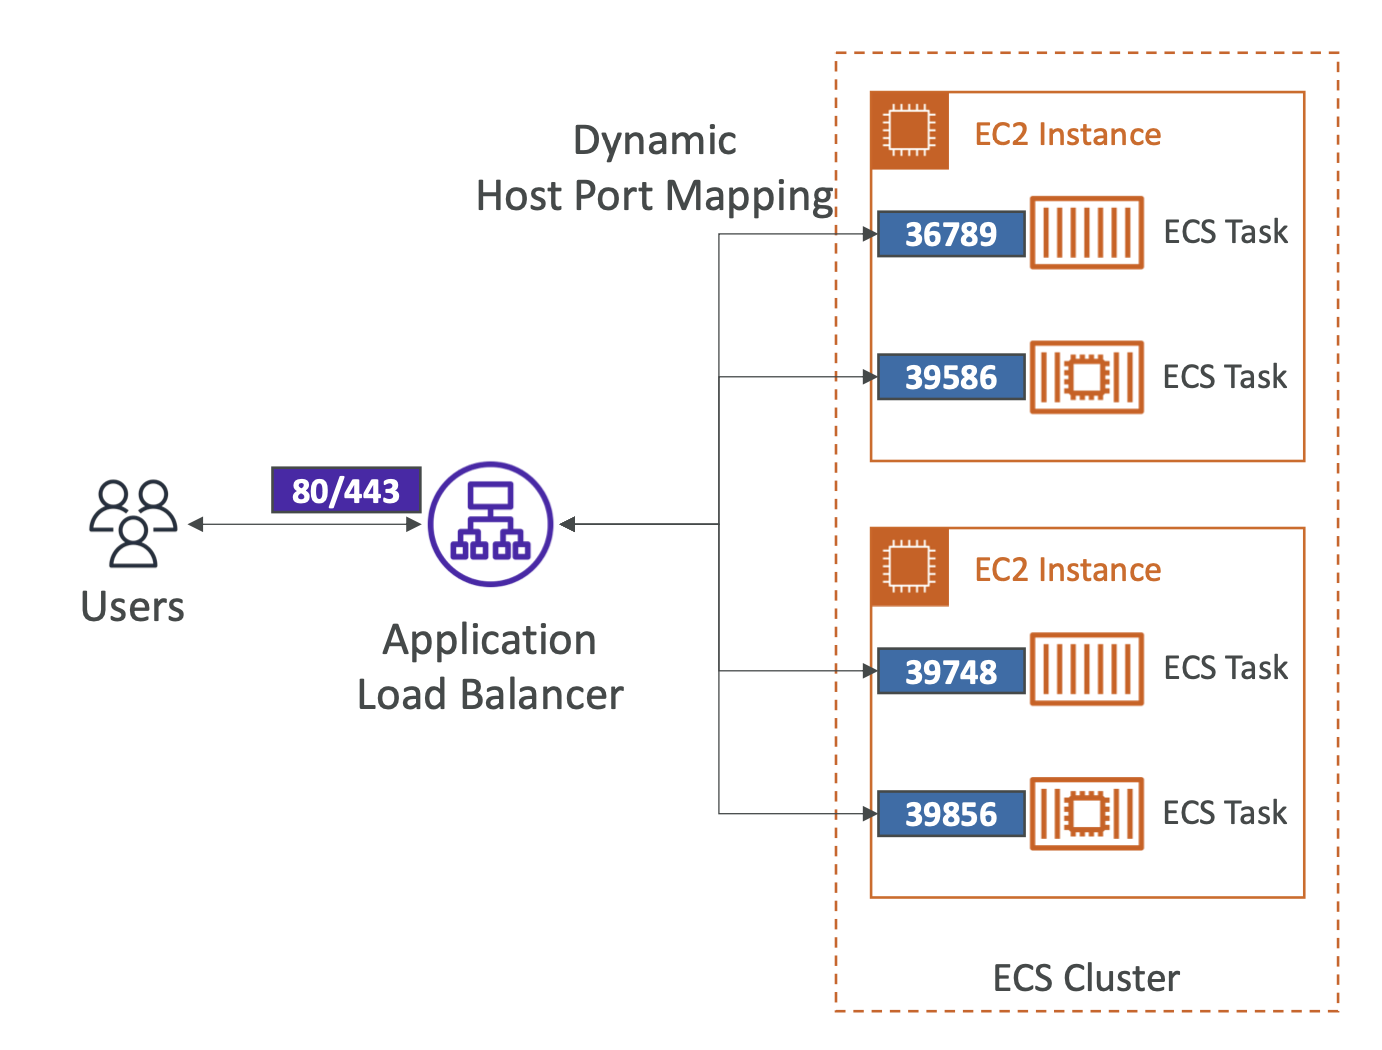 Dynamic
Host Port Mapping
EC2 Instance
36789
ECS Task
39586
ECS Task
80/443
Users
Application
Load Balancer
EC2 Instance
39748
ECS Task
39856
ECS Task
ECS Cluster